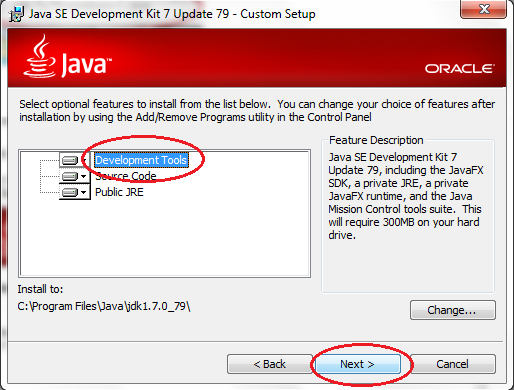 Java SE Development Kit 7 Update 79 - Custom Setup
Java™
ORACLE
Select optional features to install from the list below. You can change your choice of features after
installation by using the Add/Remove Programs utility in the Control Panel
Development Tools
Source Code
Public JRE
Feature Description
Java SE Development Kit 7
Update 79, including the JavaFX
SDK, a private JRE, a private
JavaFX runtime, and the Java
Mission Control tools suite. This
will require 300MB on your hard
drive.
Install to:
C:\Program Files\Java\jdk1.7.0_79\
Change...
< Back
Next >
Cancel